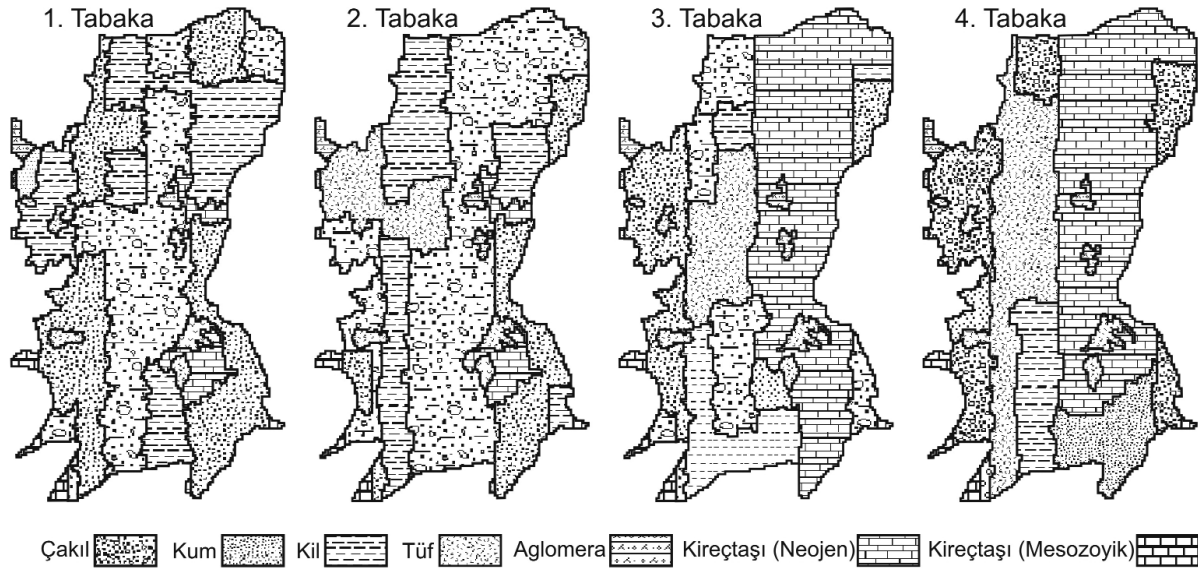 1. Tabaka 2. Tabaka 3. Tabaka 4. Tabaka
Çakıl Kum Kil Tüf Aglomera Kireçtaşı (Neojen) Kireçtaşı (Mesozoyik)